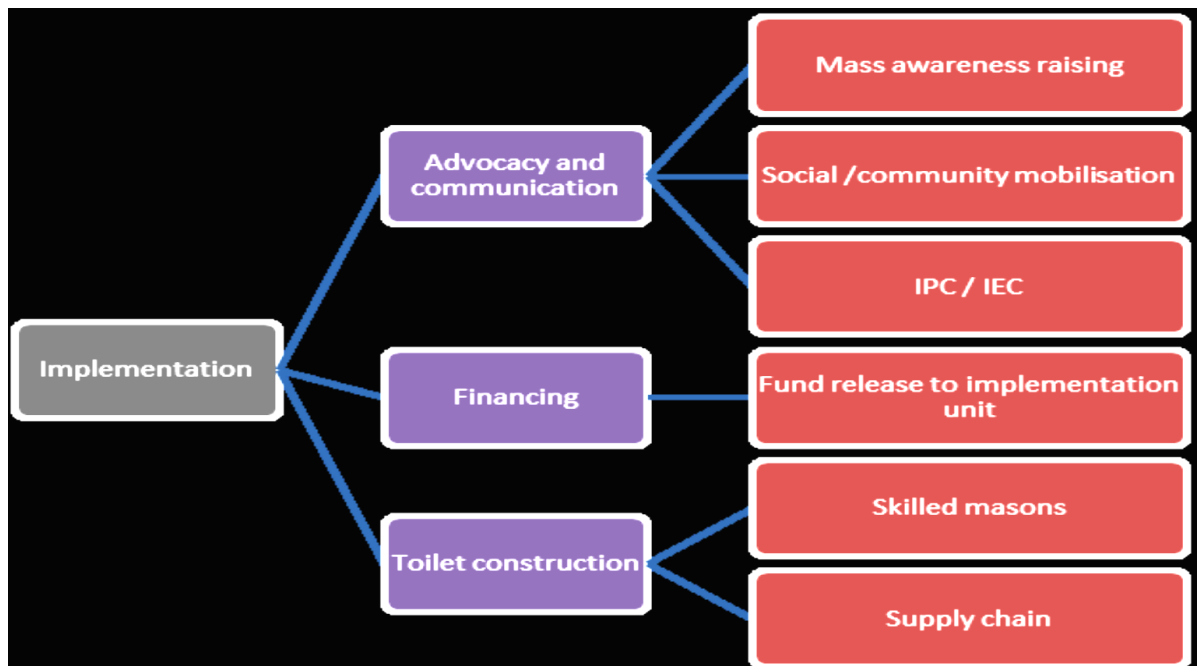 Implementation
Advocacy and
communication
Mass awareness raising
Social /community mobilisation
IPC / IEC
Financing
Fund release to implementation
unit
Toilet construction
Skilled masons
Supply chain